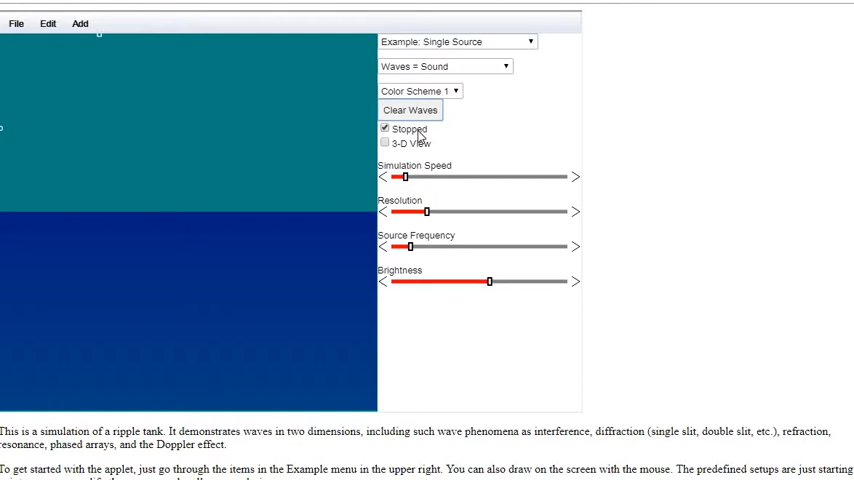 File Edit Add
Example: Single Source
Waves = Sound
Color Scheme 1
Clear Waves
Stopped
3-D View
Simulation Speed
Resolution
Source Frequency
Brightness
This is a simulation of a ripple tank. It demonstrates waves in two dimensions, including such wave phenomena as interference, diffraction (single slit, double slit, etc.), refraction,
resonance, phased arrays, and the Doppler effect.
To get started with the applet, just go through the items in the Example menu in the upper right. You can also draw on the screen with the mouse. The predefined setups are just starting